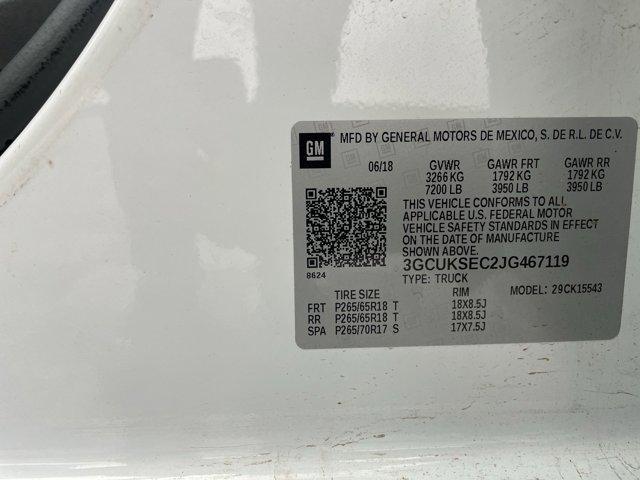 GM MFD BY GENERAL MOTORS DE MEXICO, S. DE R.L. DE C.V.
06/18 GVWR GAWR FRT GAWR RR
3266 KG 1792 KG 1792 KG
7200 LB 3950 LB 3950 LB
THIS VEHICLE CONFORMS TO ALL
APPLICABLE U.S. FEDERAL MOTOR
VEHICLE SAFETY STANDARDS IN EFFECT
ON THE DATE OF MANUFACTURE
SHOWN ABOVE.
3GCUKSEC2JG467119
8624 TYPE: TRUCK
TIRE SIZE RIM MODEL: 29CK15543
FRT P265/65R18 T 18X8.5J
RR P265/65R18 T 18X8.5J
SPA P265/70R17 S 17X7.5J